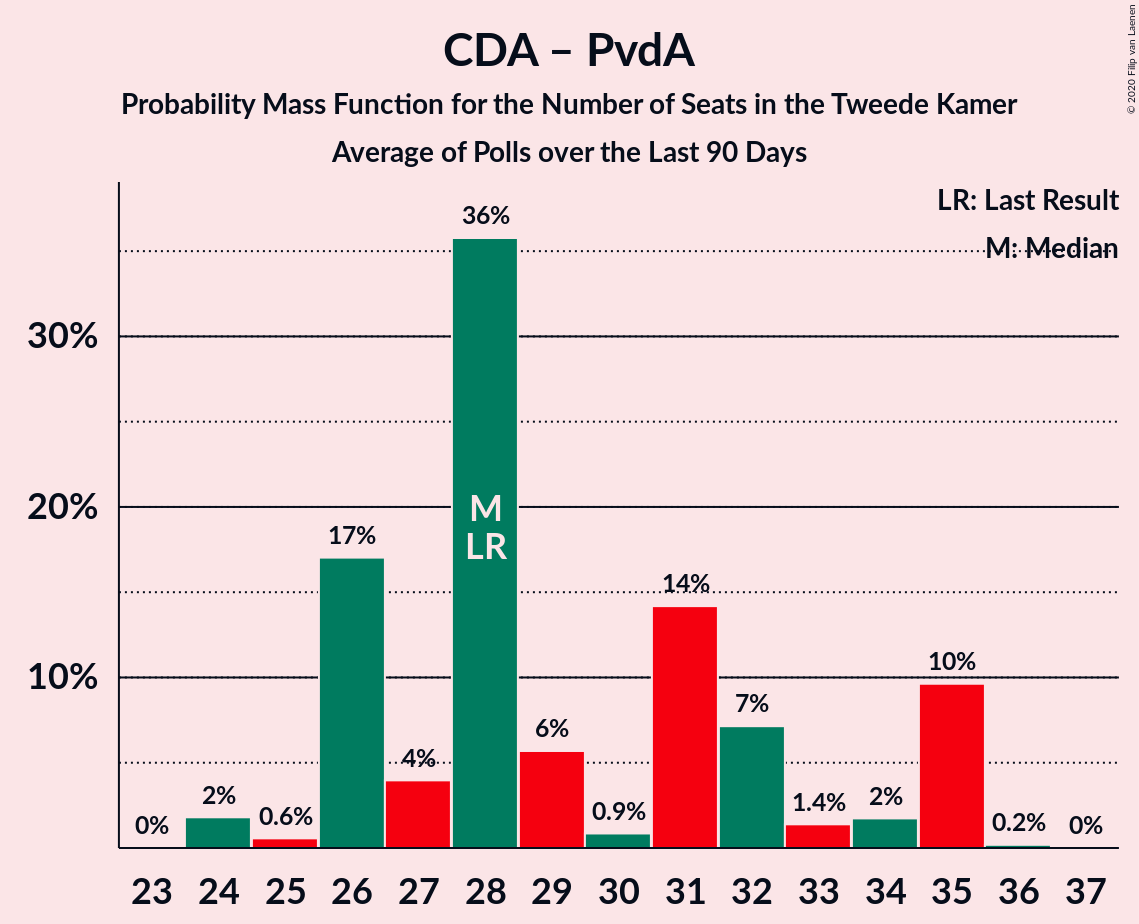 CDA – PvdA
Probability Mass Function for the Number of Seats in the Tweede Kamer
Average of Polls over the Last 90 Days
© 2020 Filip van Laenen
LR: Last Result
M: Median
30%
20%
10%
0%
2%
0.6%
17%
4%
36%
6%
0.9%
14%
7%
1.4%
2%
10%
0.2%
0%
M
LR
23 24 25 26 27 28 29 30 31 32 33 34 35 36 37